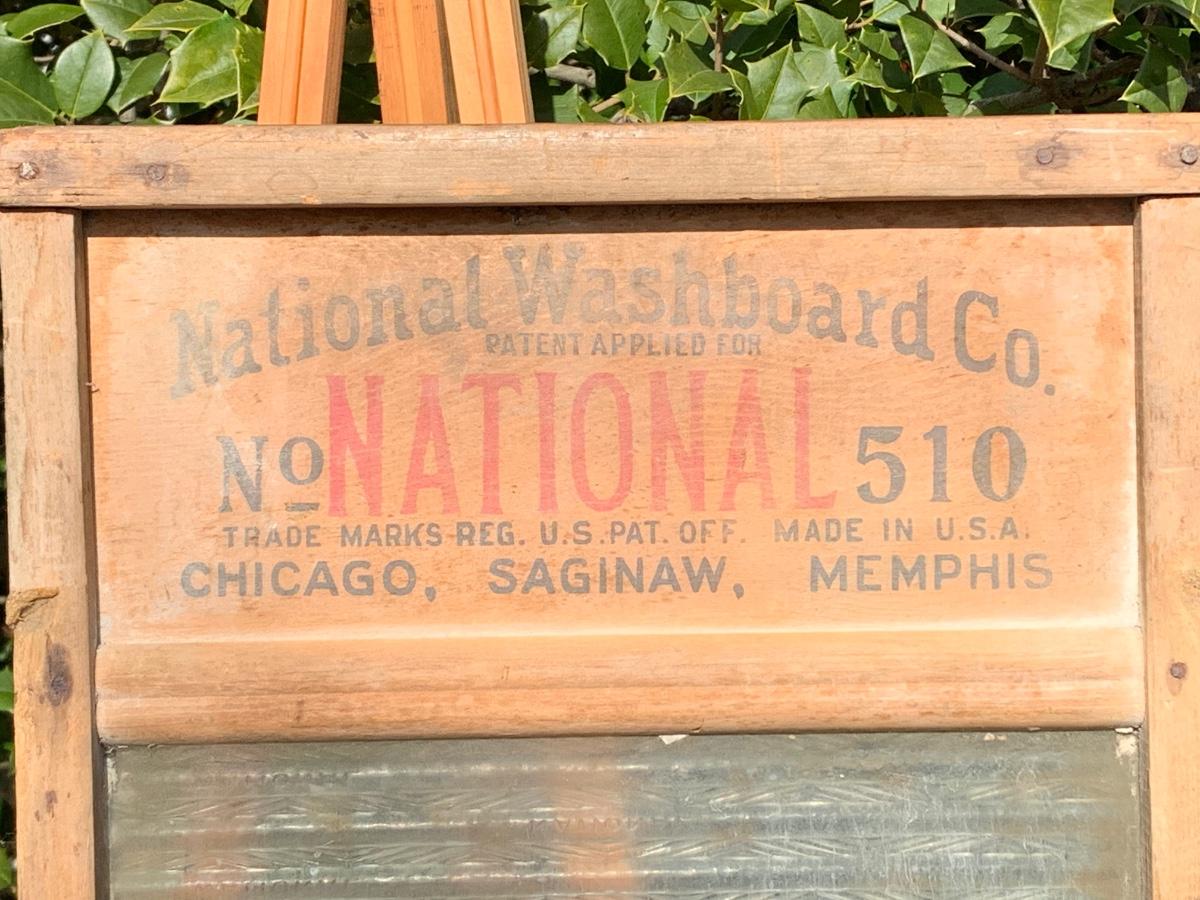 National Washboard Co.
PATENT APPLIED FOR
No NATIONAL 510
TRADE MARKS REG. U.S. PAT. OFF. MADE IN U.S.A.
CHICAGO, SAGINAW, MEMPHIS